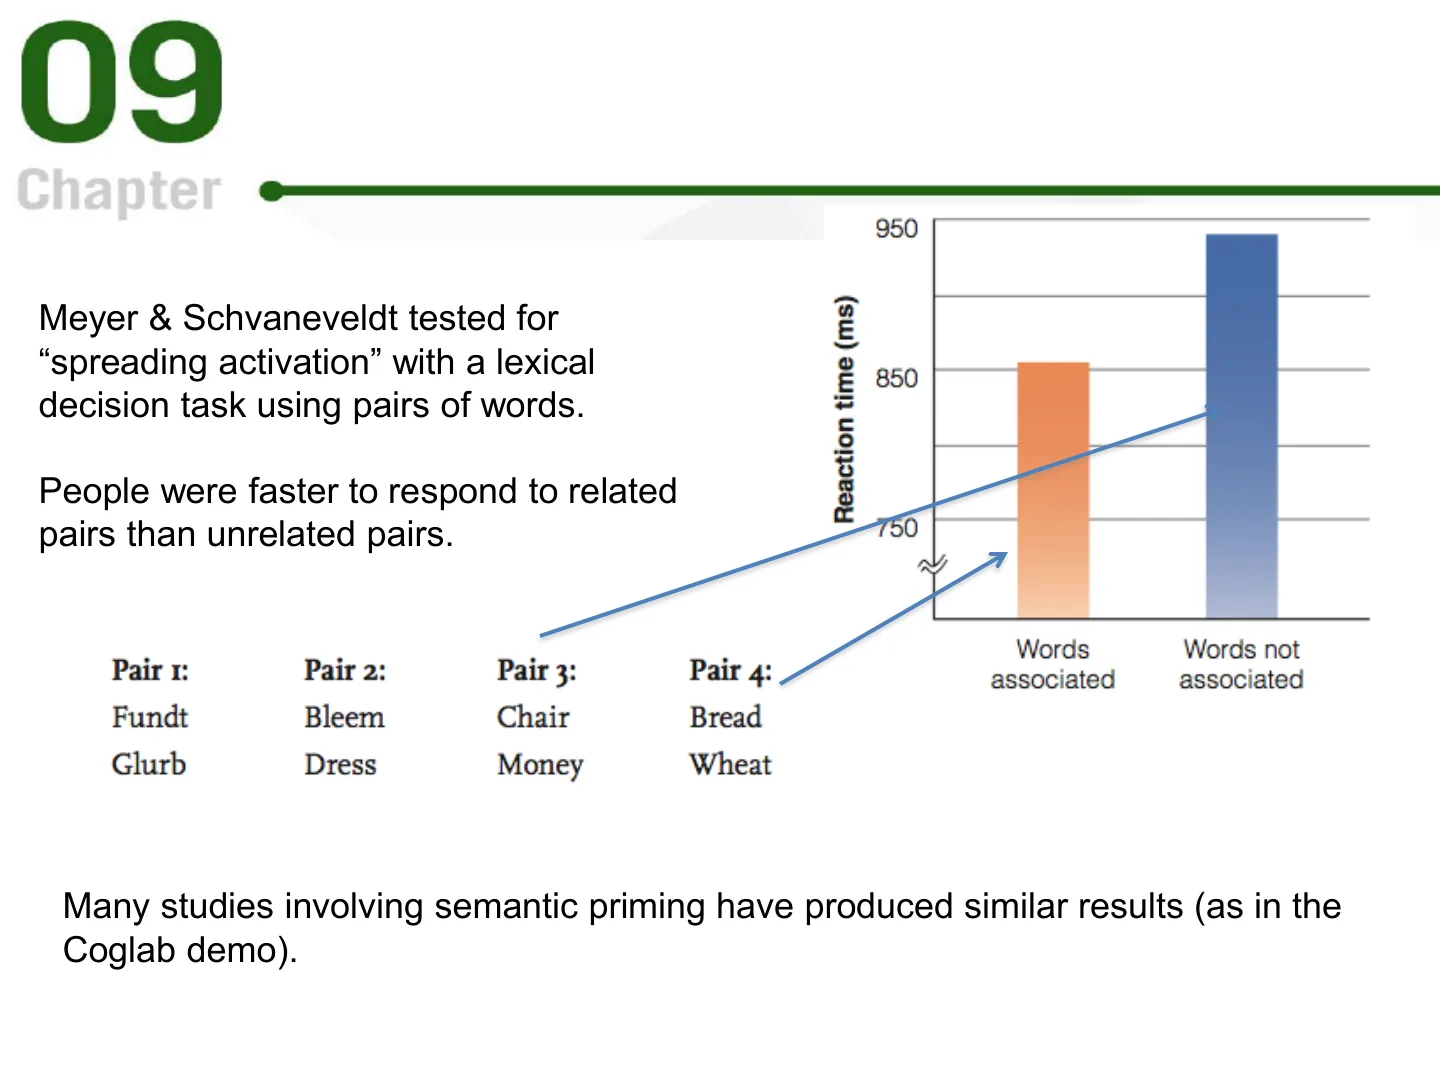 09
Chapter
Meyer & Schvaneveldt tested for
“spreading activation” with a lexical
decision task using pairs of words.
People were faster to respond to related
pairs than unrelated pairs.
950
850
750
Reaction time (ms)
Words
associated
Words not
associated
Pair 1: Pair 2: Pair 3: Pair 4:
Fundt Bleem Chair Bread
Glurb Dress Money Wheat
Many studies involving semantic priming have produced similar results (as in the
Coglab demo).